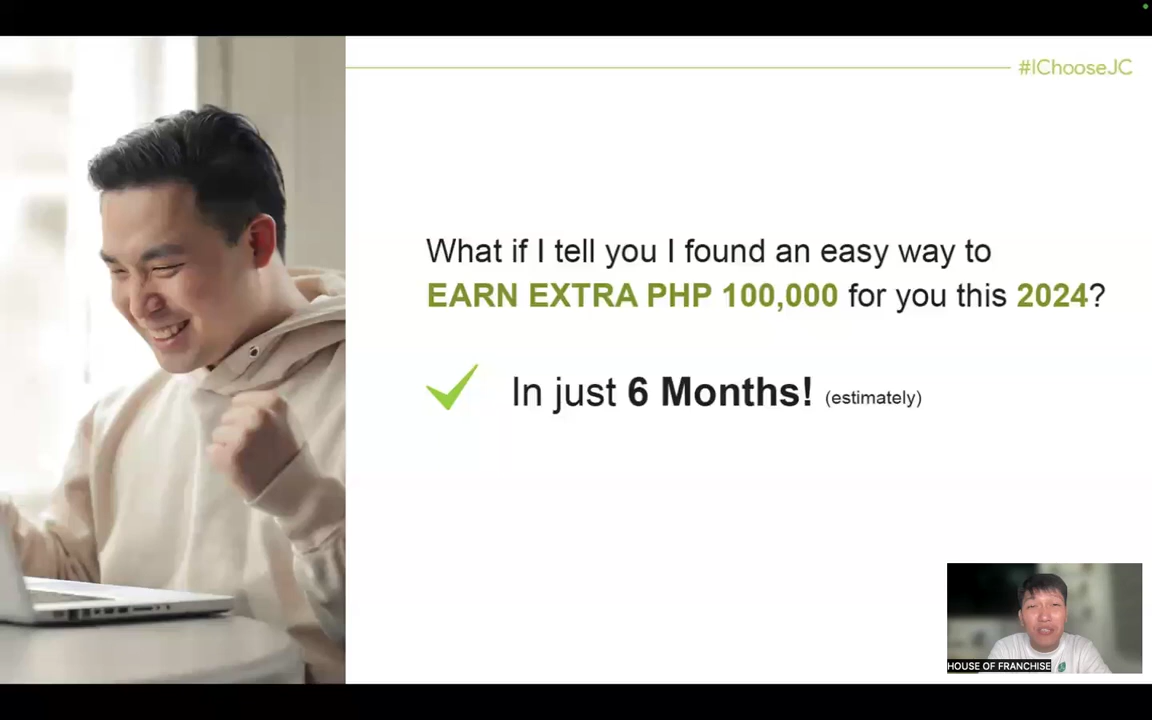 #IChooseJC
What if I tell you I found an easy way to
EARN EXTRA PHP 100,000 for you this 2024?
In just 6 Months! (estimately)
HOUSE OF FRANCHISE